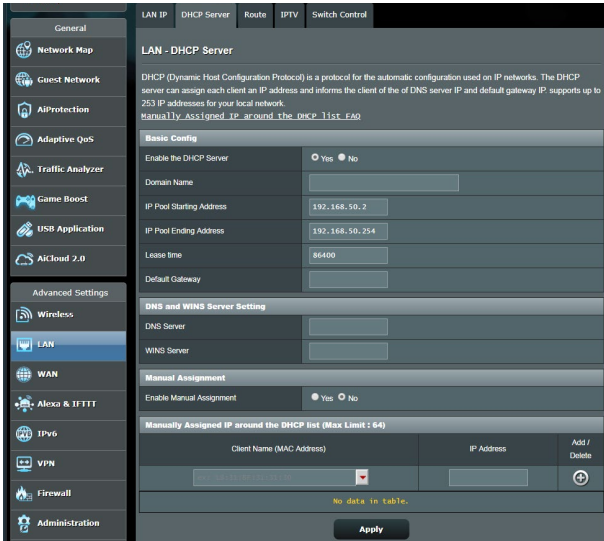 General
Network Map
Guest Network
AiProtection
Adaptive QoS
Traffic Analyzer
Game Boost
USB Application
AiCloud 2.0
Advanced Settings
Wireless
LAN
WAN
Alexa & IFTTT
IPv6
VPN
Firewall
Administration
LAN IP DHCP Server Route IPTV Switch Control
LAN - DHCP Server
DHCP (Dynamic Host Configuration Protocol) is a protocol for the automatic configuration used on IP networks. The DHCP
server can assign each client an IP address and informs the client of the of DNS server IP and default gateway IP. supports up to
253 IP addresses for your local network.
Manually Assigned IP around the DHCP list FAQ
Basic Config
Enable the DHCP Server Yes No
Domain Name
IP Pool Starting Address 192.168.50.2
IP Pool Ending Address 192.168.50.254
Lease time 86400
Default Gateway
DNS and WINS Server Setting
DNS Server
WINS Server
Manual Assignment
Enable Manual Assignment Yes No
Manually Assigned IP around the DHCP list (Max Limit : 64)
Client Name (MAC Address) IP Address Add / Delete
No data in table.
Apply